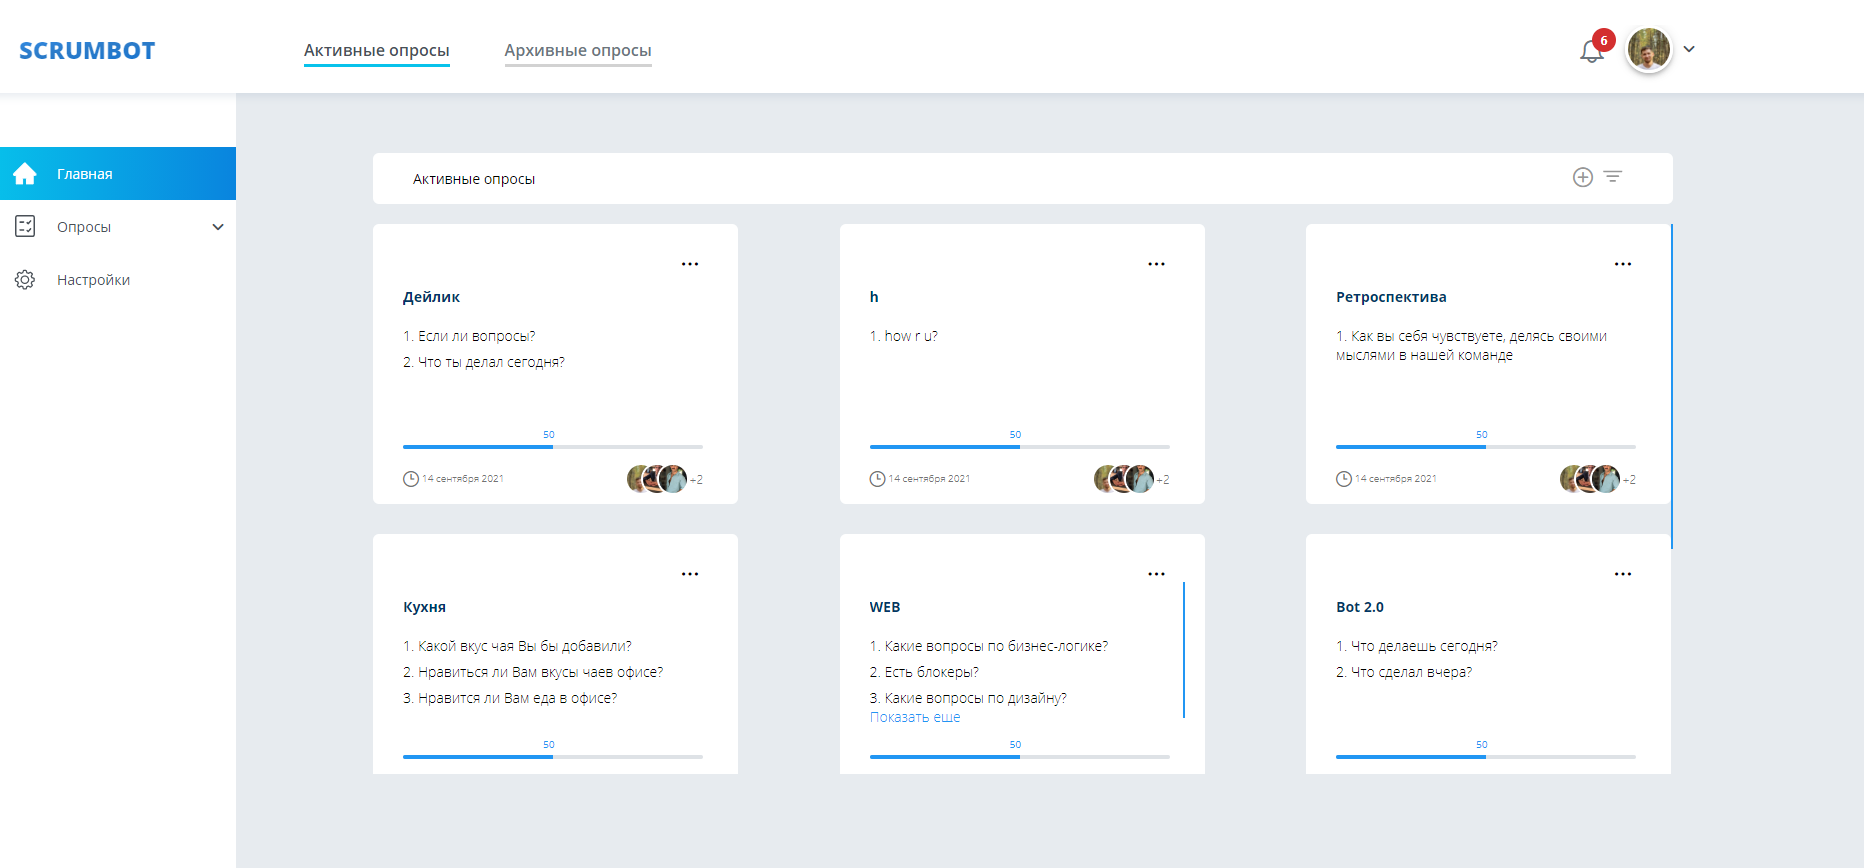 SCRUMBOT
Активные опросы
Архивные опросы
6
Главная
Опросы
Настройки
Активные опросы
Дейлик
1. Если ли вопросы?
2. Что ты делал сегодня?
50
14 сентября 2021
+2
h
1. how r u?
50
14 сентября 2021
+2
Ретроспектива
1. Как вы себя чувствуете, делясь своими
мыслями в нашей команде
50
14 сентября 2021
+2
Кухня
1. Какой вкус чая Вы бы добавили?
2. Нравиться ли Вам вкусы чаев офисе?
3. Нравится ли Вам еда в офисе?
50
WEB
1. Какие вопросы по бизнес-логике?
2. Есть блокеры?
3. Какие вопросы по дизайну?
Показать еще
50
Bot 2.0
1. Что делаешь сегодня?
2. Что сделал вчера?
50